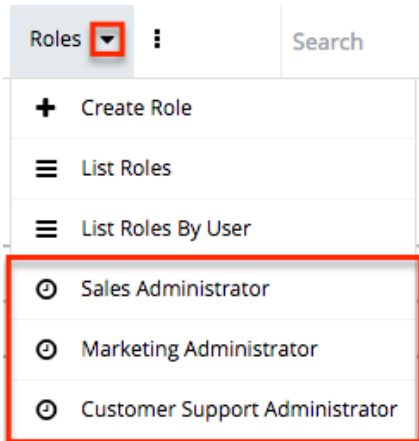 Roles
Search
Create Role
List Roles
List Roles By User
Sales Administrator
Marketing Administrator
Customer Support Administrator